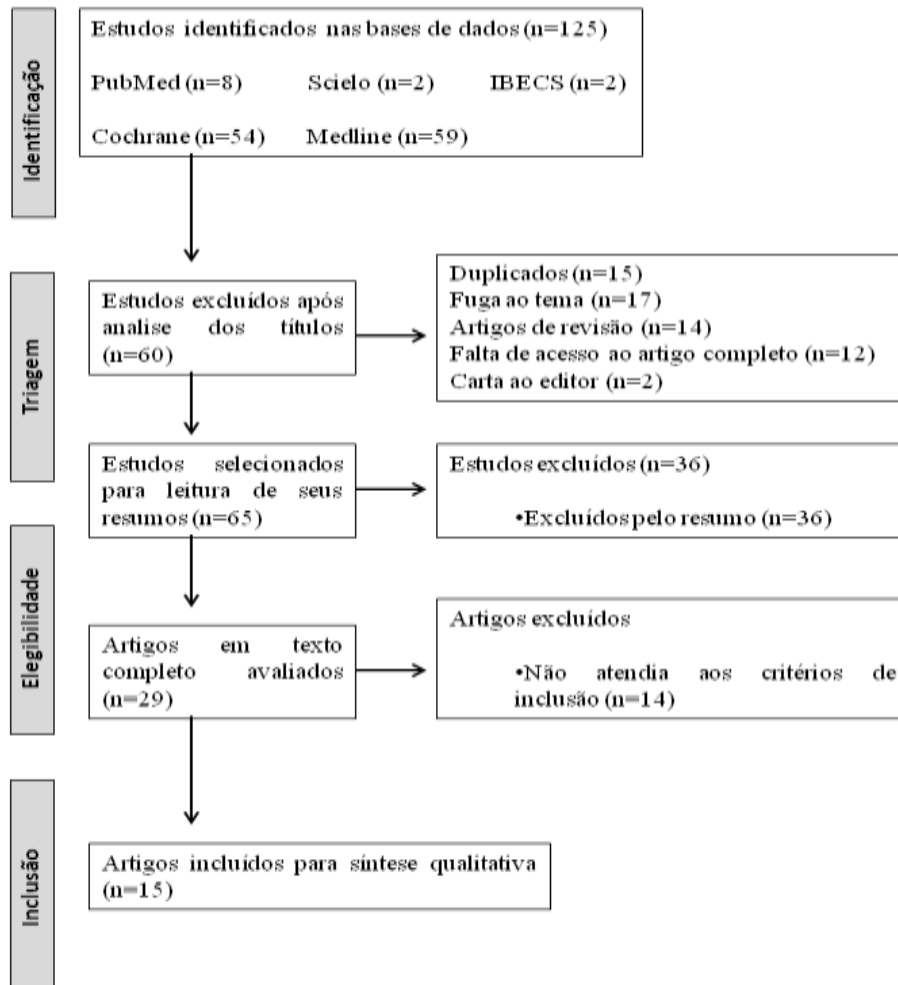 Identificação
Estudos identificados nas bases de dados (n=125)
PubMed (n=8) Scielo (n=2) IBECS (n=2)
Cochrane (n=54) Medline (n=59)
Triagem
Estudos excluídos após
analise dos títulos
(n=60)
Duplicados (n=15)
Fuga ao tema (n=17)
Artigos de revisão (n=14)
Falta de acesso ao artigo completo (n=12)
Carta ao editor (n=2)
Estudos selecionados
para leitura de seus
resumos (n=65)
Estudos excluídos (n=36)
•Excluídos pelo resumo (n=36)
Elegibilidade
Artigos em texto
completo avaliados
(n=29)
Artigos excluídos
•Não atendia aos critérios de
inclusão (n=14)
Inclusão
Artigos incluídos para síntese qualitativa
(n=15)